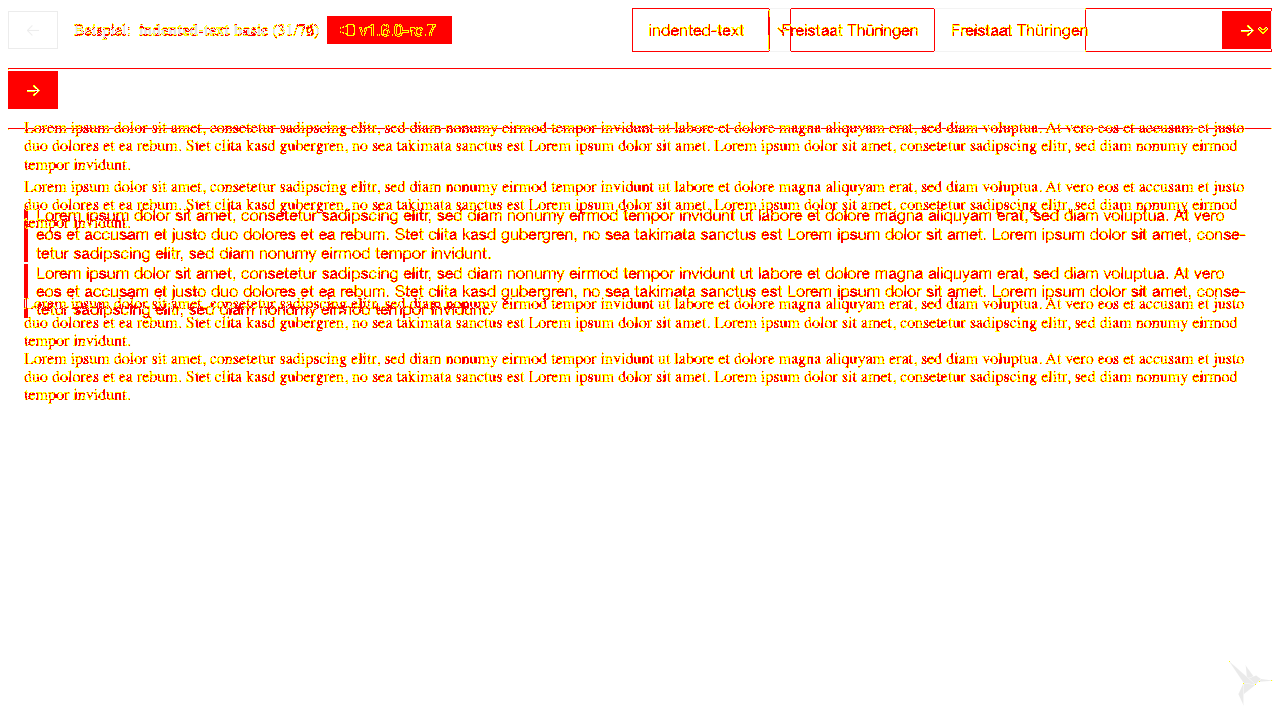 Beispiel: indented-text basic (31/76) v1.6.0-rc.7 indented-text Freistaat Thüringen Freistaat Thüringen
Lorem ipsum dolor sit amet, consetetur sadipscing elitr, sed diam nonumy eirmod tempor invidunt ut labore et dolore magna aliquyam erat, sed diam voluptua. At vero eos et accusam et justo
duo dolores et ea rebum. Stet clita kasd gubergren, no sea takimata sanctus est Lorem ipsum dolor sit amet. Lorem ipsum dolor sit amet, consetetur sadipscing elitr, sed diam nonumy eirmod
tempor invidunt.
Lorem ipsum dolor sit amet, consetetur sadipscing elitr, sed diam nonumy eirmod tempor invidunt ut labore et dolore magna aliquyam erat, sed diam voluptua. At vero eos et accusam et justo
duo dolores et ea rebum. Stet clita kasd gubergren, no sea takimata sanctus est Lorem ipsum dolor sit amet. Lorem ipsum dolor sit amet, consetetur sadipscing elitr, sed diam nonumy eirmod
tempor invidunt.
Lorem ipsum dolor sit amet, consetetur sadipscing elitr, sed diam nonumy eirmod tempor invidunt ut labore et dolore magna aliquyam erat, sed diam voluptua. At vero
eos et accusam et justo duo dolores et ea rebum. Stet clita kasd gubergren, no sea takimata sanctus est Lorem ipsum dolor sit amet. Lorem ipsum dolor sit amet, conse-
tetur sadipscing elitr, sed diam nonumy eirmod tempor invidunt.
Lorem ipsum dolor sit amet, consetetur sadipscing elitr, sed diam nonumy eirmod tempor invidunt ut labore et dolore magna aliquyam erat, sed diam voluptua. At vero
eos et accusam et justo duo dolores et ea rebum. Stet clita kasd gubergren, no sea takimata sanctus est Lorem ipsum dolor sit amet. Lorem ipsum dolor sit amet, conse-
tetur sadipscing elitr, sed diam nonumy eirmod tempor invidunt.
Lorem ipsum dolor sit amet, consetetur sadipscing elitr, sed diam nonumy eirmod tempor invidunt ut labore et dolore magna aliquyam erat, sed diam voluptua. At vero eos et accusam et justo
duo dolores et ea rebum. Stet clita kasd gubergren, no sea takimata sanctus est Lorem ipsum dolor sit amet. Lorem ipsum dolor sit amet, consetetur sadipscing elitr, sed diam nonumy eirmod
tempor invidunt.
Lorem ipsum dolor sit amet, consetetur sadipscing elitr, sed diam nonumy eirmod tempor invidunt ut labore et dolore magna aliquyam erat, sed diam voluptua. At vero eos et accusam et justo
duo dolores et ea rebum. Stet clita kasd gubergren, no sea takimata sanctus est Lorem ipsum dolor sit amet. Lorem ipsum dolor sit amet, consetetur sadipscing elitr, sed diam nonumy eirmod
tempor invidunt.